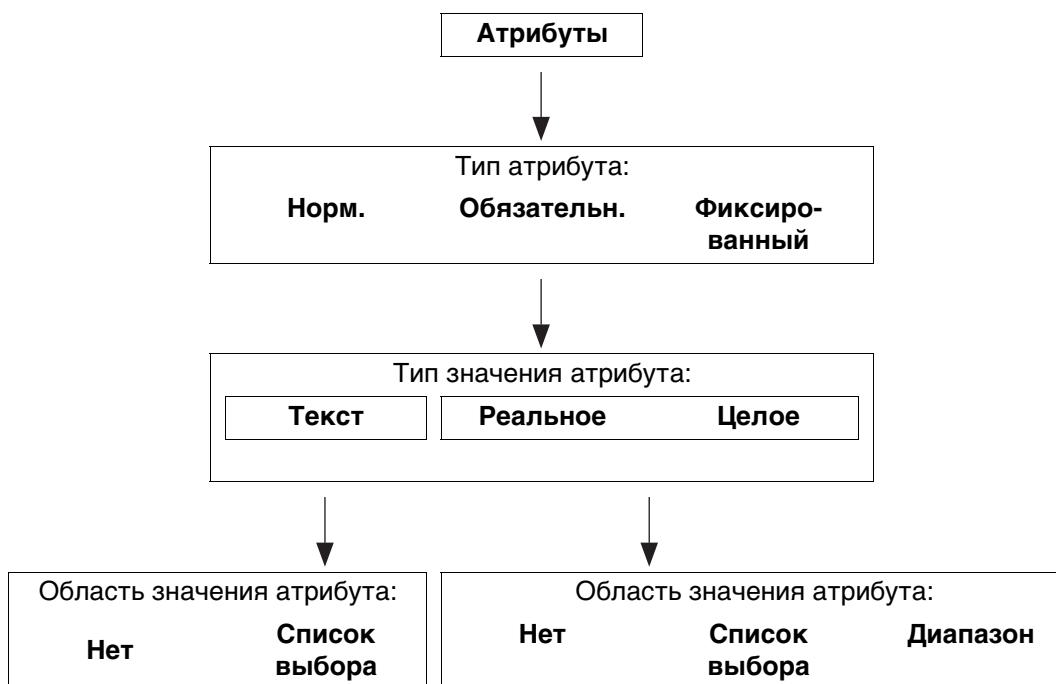 Атрибуты
Тип атрибута:
Норм. Обязательн. Фиксиро-
ванный
Тип значения атрибута:
Текст Реальное Целое
Область значения атрибута:
Нет Список
выбора
Область значения атрибута:
Нет Список Диапазон
выбора